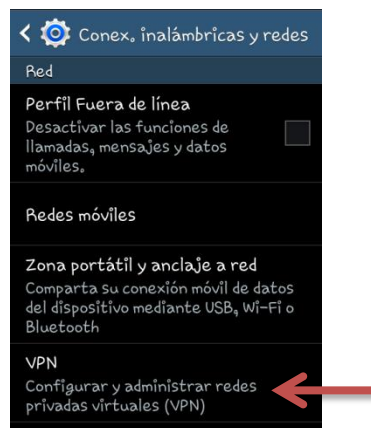 Conex. inalámbricas y redes
Red
Perfil Fuera de línea
Desactivar las funciones de
llamadas, mensajes y datos
móviles.
Redes móviles
Zona portátil y anclaje a red
Comparta su conexión móvil de datos
del dispositivo mediante USB, Wi-Fi o
Bluetooth
VPN
Configurar y administrar redes
privadas virtuales (VPN)